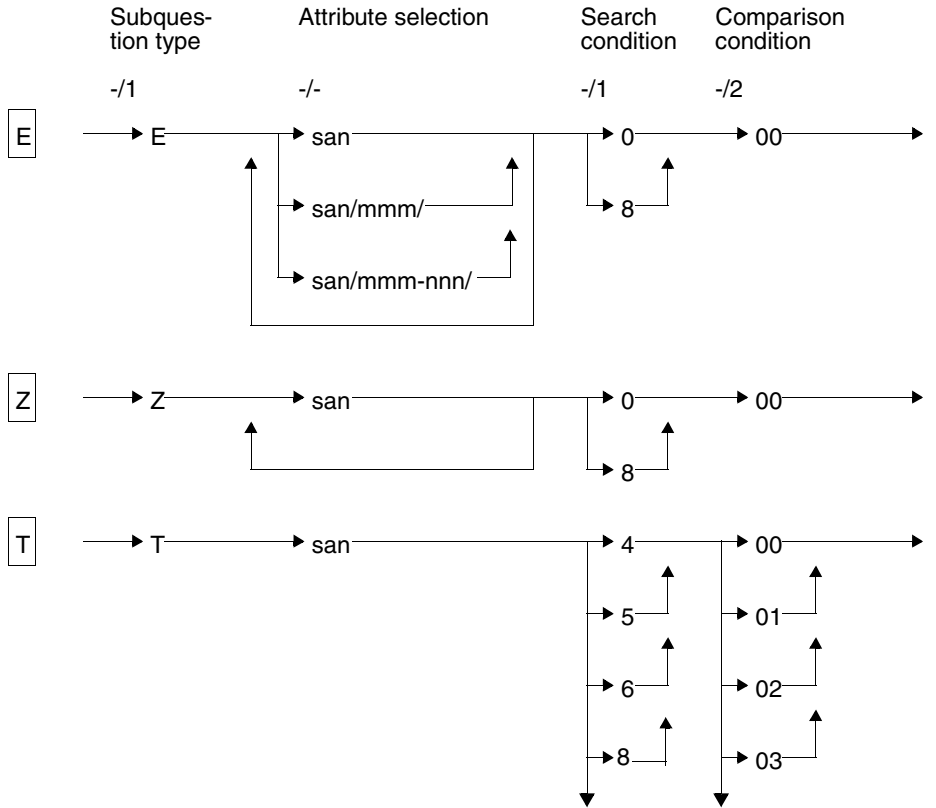 Subques-
tion type
Attribute selection
Search
condition
Comparison
condition
-/1
-/-
-/1
-/2
E
E
san
0
00
san/mmm/
8
san/mmm-nnn/
Z
Z
san
0
00
8
T
T
san
4
00
5
01
6
02
8
03